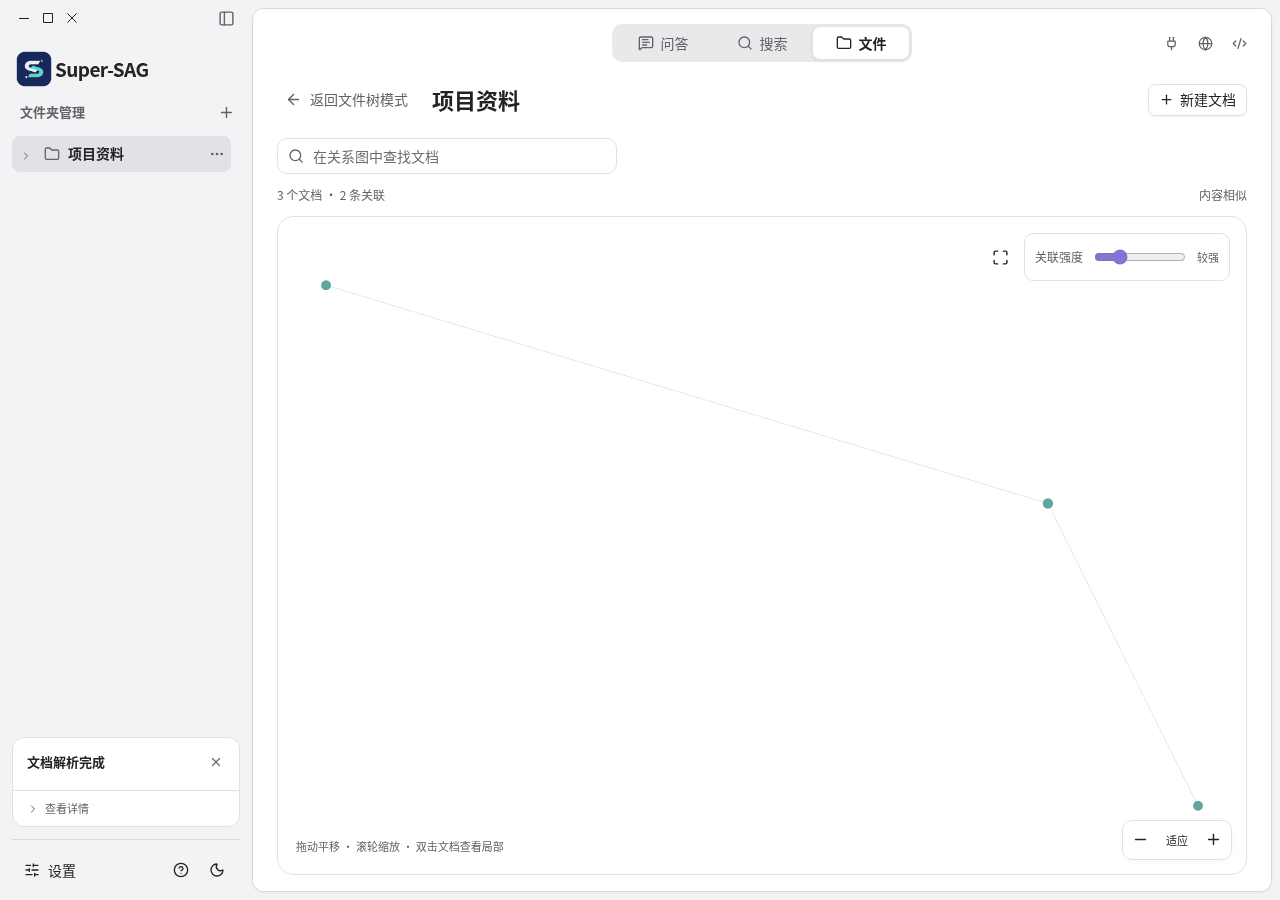 Super-SAG
文件夹管理
项目资料
文档解析完成
查看详情
设置
问答
搜索
文件
返回文件树模式
项目资料
新建文档
在关系图中查找文档
3 个文档 • 2 条关联
内容相似
关联强度
较强
拖动平移 • 滚轮缩放 • 双击文档查看局部
适应